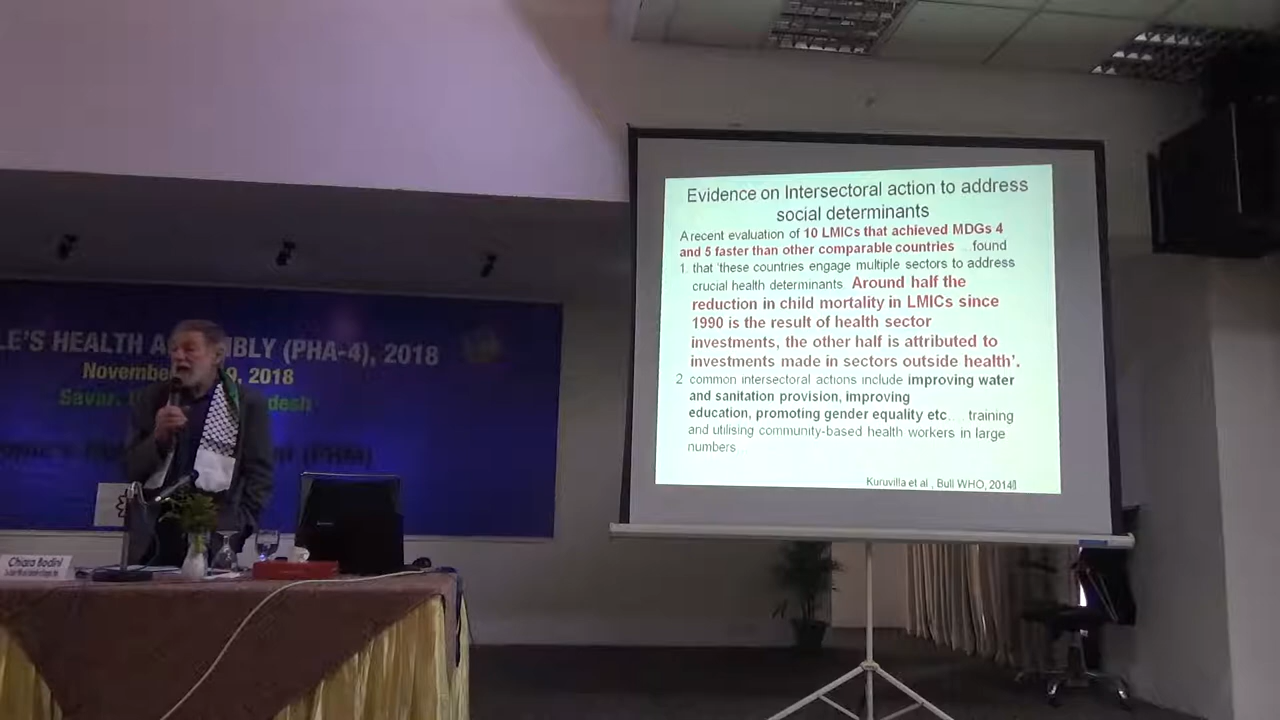 Evidence on Intersectoral action to address
social determinants
A recent evaluation of 10 LMICs that achieved MDGs 4
and 5 faster than other comparable countries ...found
1. that 'these countries engage multiple sectors to address
crucial health determinants. Around half the
reduction in child mortality in LMICs since
1990 is the result of health sector
investments, the other half is attributed to
investments made in sectors outside health'.
2 common intersectoral actions include improving water
and sanitation provision, improving
education, promoting gender equality etc.... training
and utilising community-based health workers in large
numbers...
Kuruvilla et al., Bull WHO, 2014
LE'S HEALTH A MBLY (PHA-4), 2018
Novembe 9, 2018
Savar, desh
(PHM)
Chiara Bodini